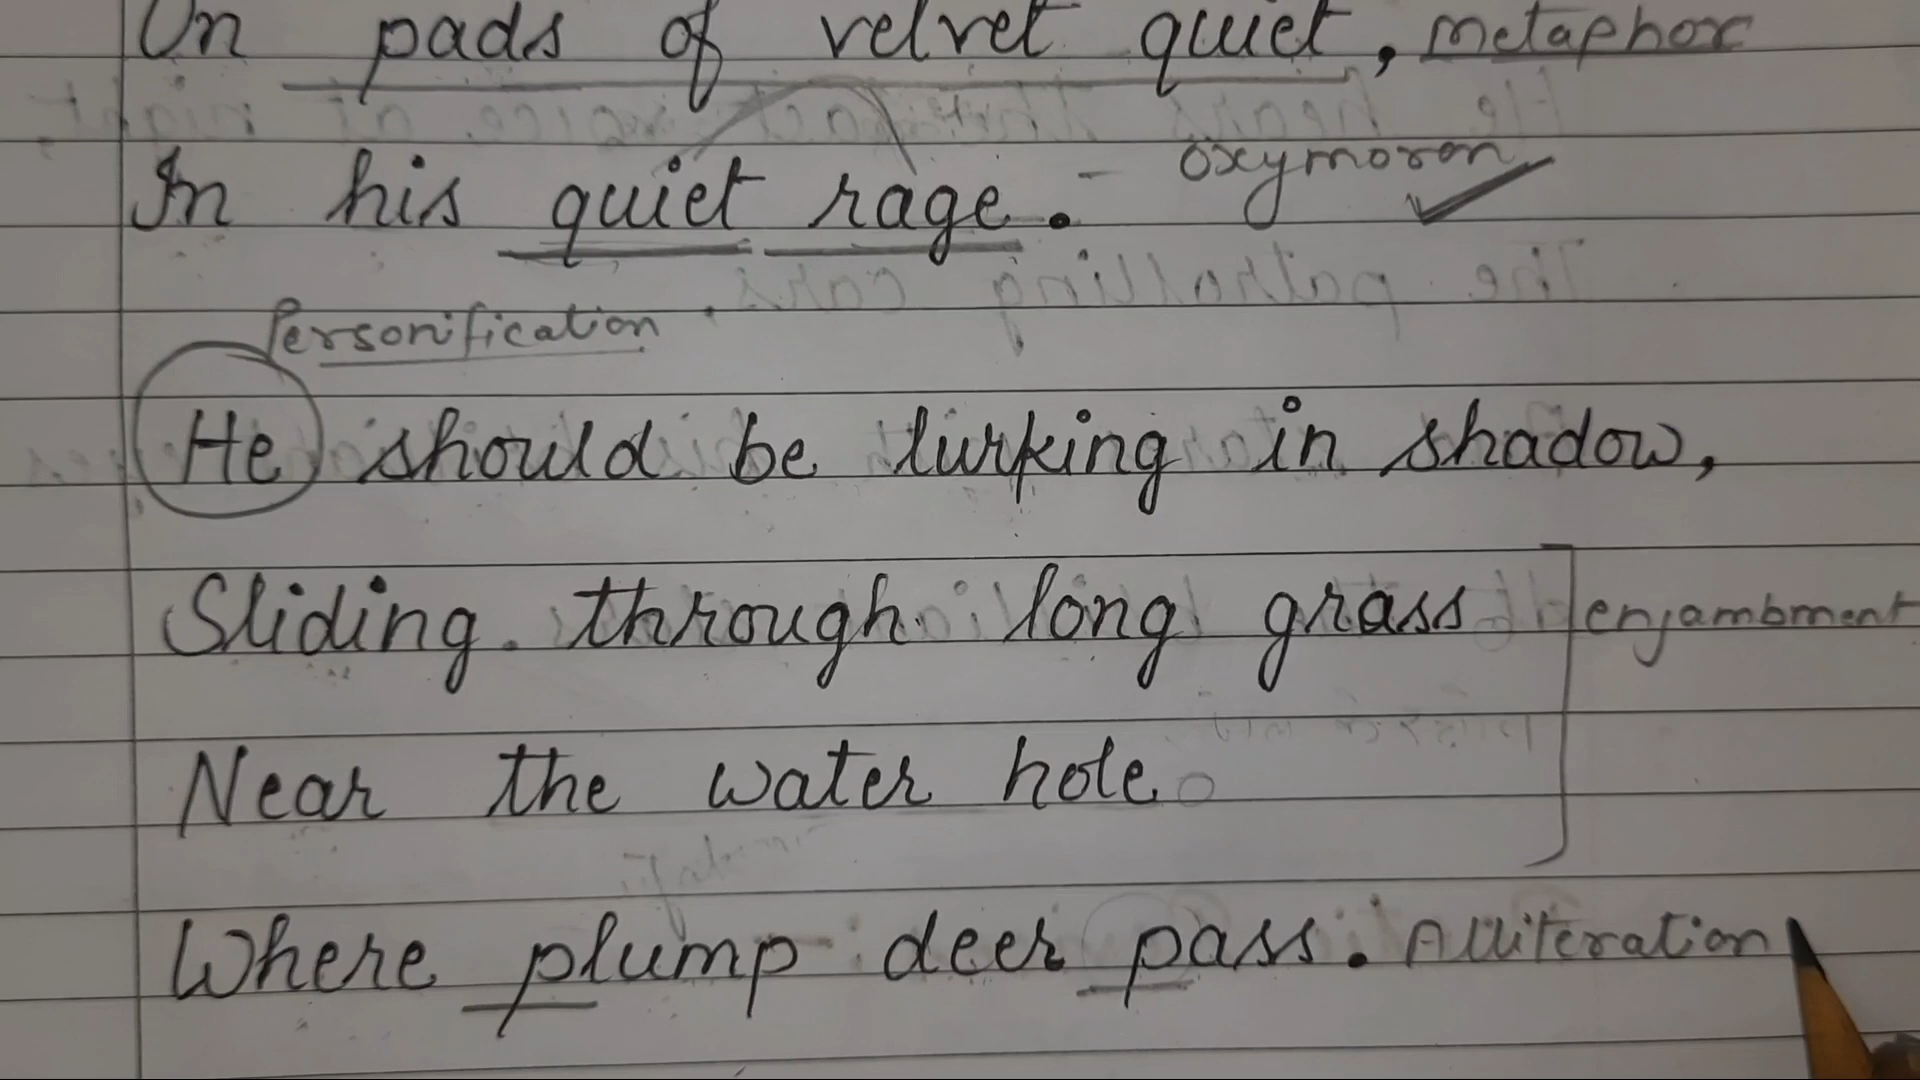 On pads of velvet quiet, metaphor
In his quiet rage. - Oxymoron
Personification
He should be lurking in shadow,
Sliding through long grass
enjambment
Near the water hole
Where plump deer pass. Alliteration